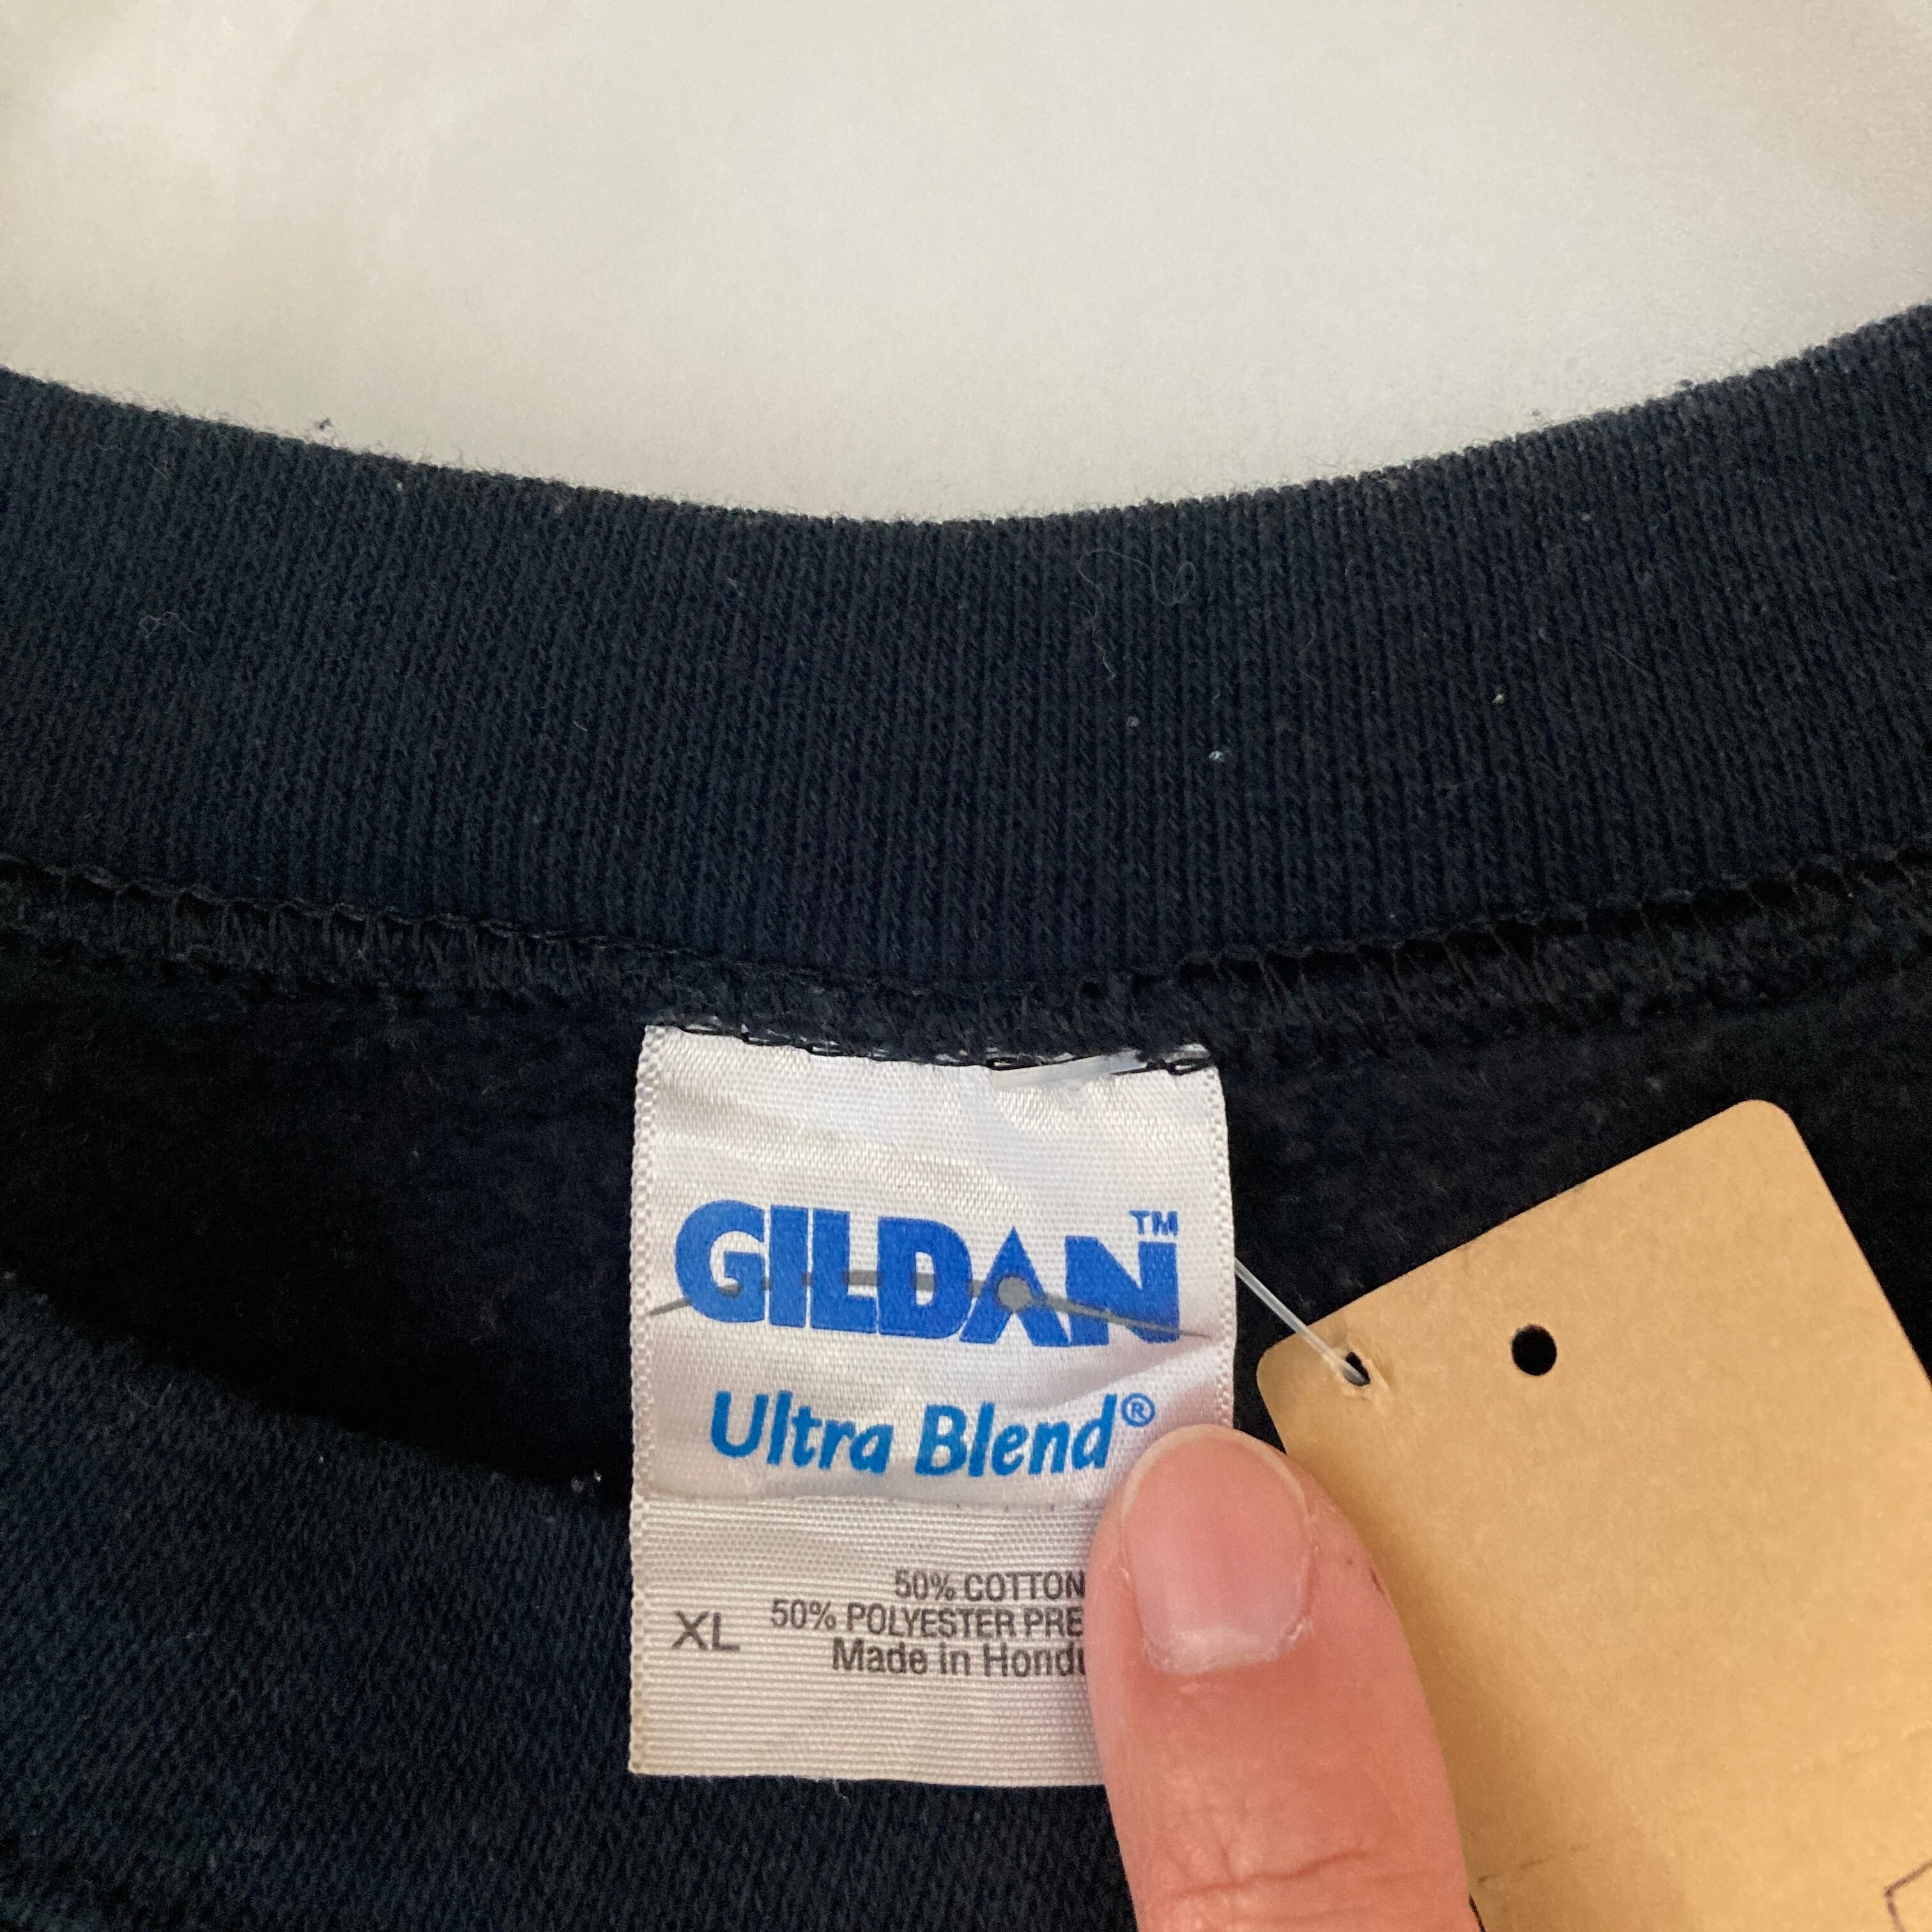 GILDAN™
Ultra Blend®
50% COTTON
50% POLYESTER PRE
XL
Made in Hondu